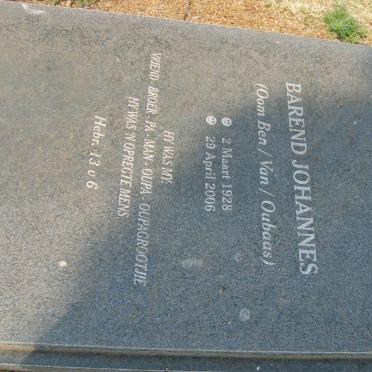 BAREND JOHANNES
(Oom Ben / Van / Oubaas)
2 Maart 1928
29 April 2006
HY WAS MY:
VRIEND - BROER - PA - MAN - OUPA - OUPAGROOTJIE
HY WAS 'N OPREGTE MENS
Hebr. 13 v 6